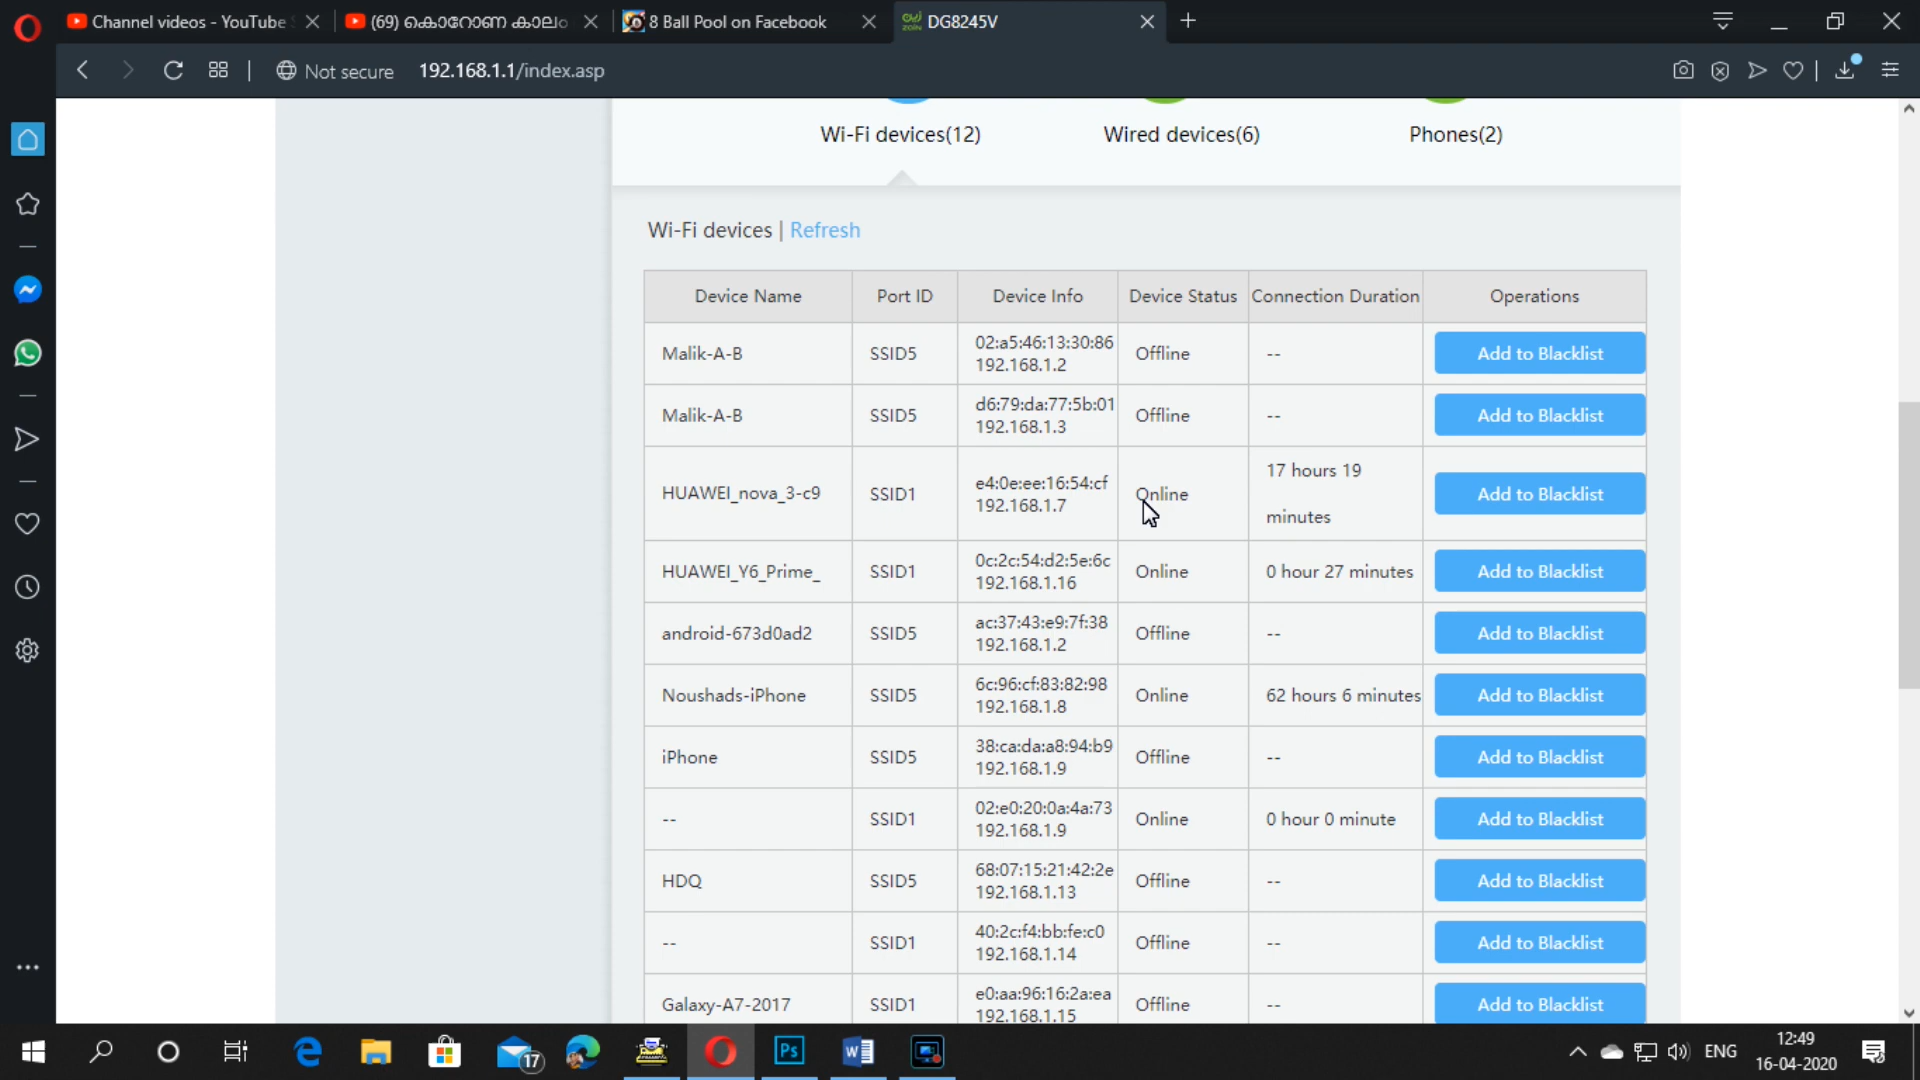 Channel videos - YouTube
(69) കൊറോണ കാലം
8 Ball Pool on Facebook
DG8245V
Not secure
192.168.1.1/index.asp
Wi-Fi devices(12)
Wired devices(6)
Phones(2)
Wi-Fi devices | Refresh
Device Name Port ID Device Info Device Status Connection Duration Operations
Malik-A-B SSID5 02:a5:46:13:30:86 Offline -- Add to Blacklist
192.168.1.2
Malik-A-B SSID5 d6:79:da:77:5b:01 Offline -- Add to Blacklist
192.168.1.3
HUAWEI_nova_3-c9 SSID1 e4:0e:ee:16:54:cf Online 17 hours 19 Add to Blacklist
192.168.1.7 minutes
HUAWEI_Y6_Prime_ SSID1 0c:2c:54:d2:5e:6c Online 0 hour 27 minutes Add to Blacklist
192.168.1.16
android-673d0ad2 SSID5 ac:37:43:e9:7f:38 Offline -- Add to Blacklist
192.168.1.2
Noushads-iPhone SSID5 6c:96:cf:83:82:98 Online 62 hours 6 minutes Add to Blacklist
192.168.1.8
iPhone SSID5 38:ca:da:a8:94:b9 Offline -- Add to Blacklist
192.168.1.9
-- SSID1 02:e0:20:0a:4a:73 Online 0 hour 0 minute Add to Blacklist
192.168.1.9
HDQ SSID5 68:07:15:21:42:2e Offline -- Add to Blacklist
192.168.1.13
-- SSID1 40:2c:f4:bb:fe:c0 Offline -- Add to Blacklist
192.168.1.14
Galaxy-A7-2017 SSID1 e0:aa:96:16:2a:ea Offline -- Add to Blacklist
192.168.1.15
17
Ps
ENG
12:49
16-04-2020